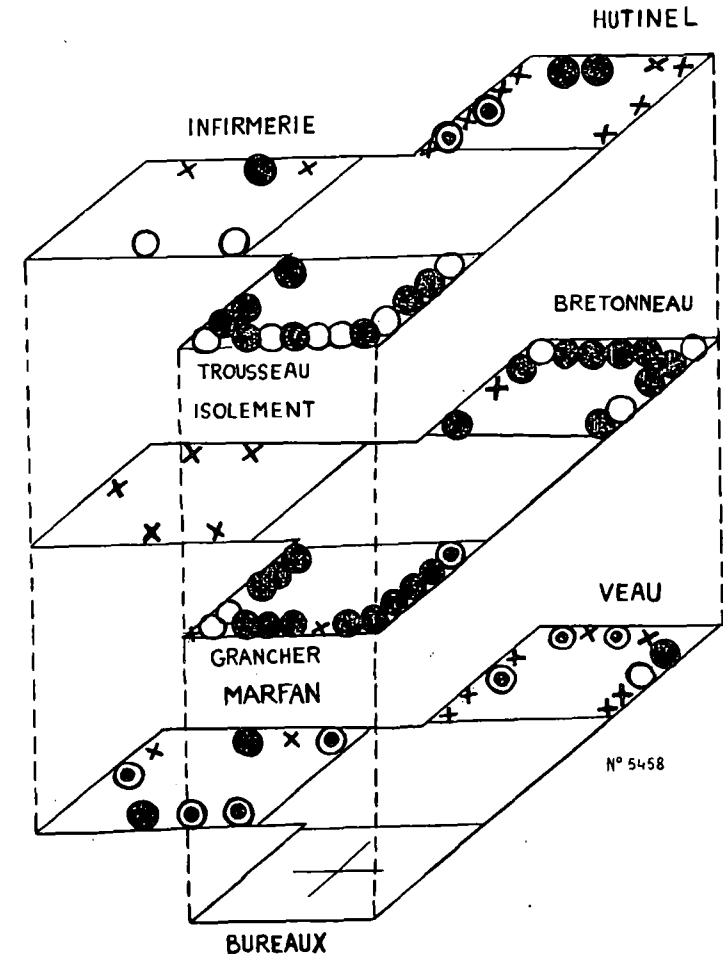 HUTINEL
INFIRMERIE
BRETONNEAU
TROUSSEAU
ISOLEMENT
VEAU
GRANCHER
MARFAN
N° 5458
BUREAUX